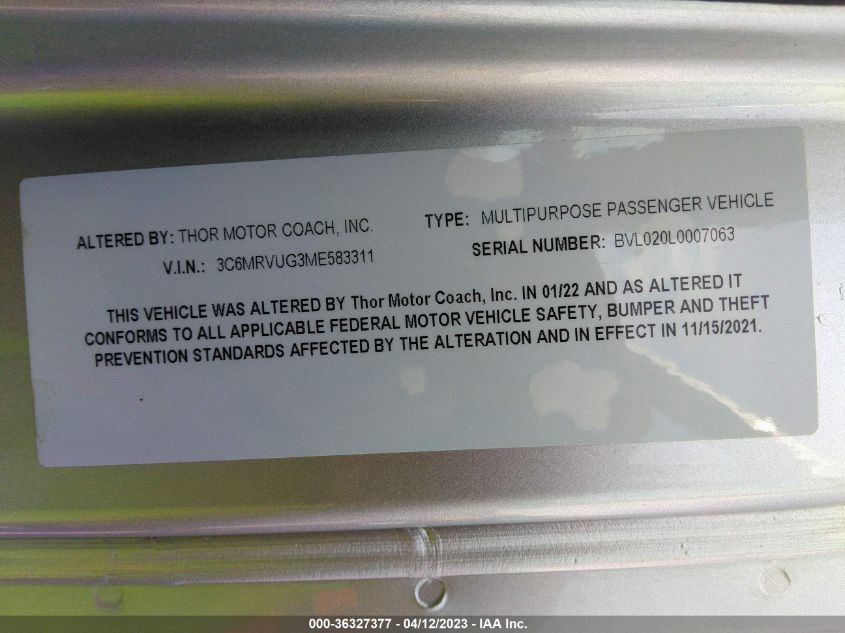 ALTERED BY: THOR MOTOR COACH, INC.
TYPE: MULTIPURPOSE PASSENGER VEHICLE
V.I.N.: 3C6MRVUG3ME583311
SERIAL NUMBER: BVL020L0007063
THIS VEHICLE WAS ALTERED BY Thor Motor Coach, Inc. IN 01/22 AND AS ALTERED IT
CONFORMS TO ALL APPLICABLE FEDERAL MOTOR VEHICLE SAFETY, BUMPER AND THEFT
PREVENTION STANDARDS AFFECTED BY THE ALTERATION AND IN EFFECT IN 11/15/2021.
000-36327377 - 04/12/2023 - IAA Inc.